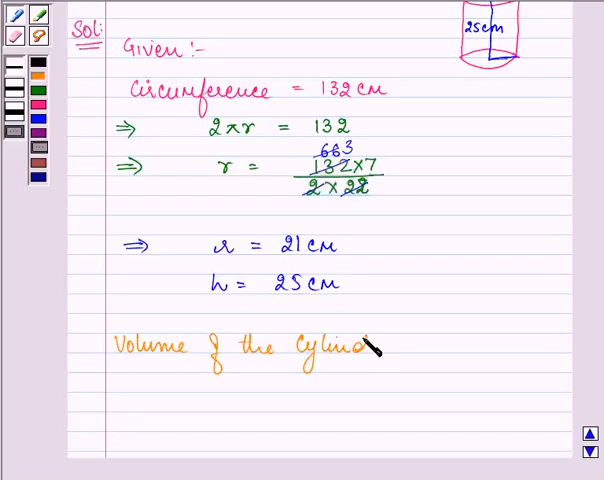 Sol:
25cm
Given :-
Circumference = 132 cm
⇒ 2πr = 132
66 3
⇒ r = 132 × 7
2 × 22
⇒ r = 21 cm
h = 25 cm
Volume of the Cylind